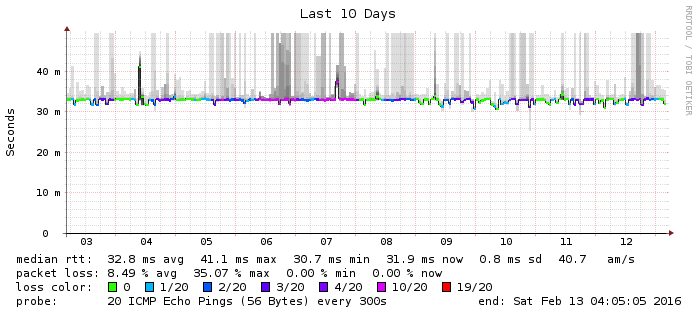 Last 10 Days
RRDTOOL / TOBI OETIKER
Seconds
40 m
30 m
20 m
10 m
0
03 04 05 06 07 08 09 10 11 12
median rtt: 32.8 ms avg 41.1 ms max 30.7 ms min 31.9 ms now 0.8 ms sd 40.7 am/s
packet loss: 8.49 % avg 35.07 % max 0.00 % min 0.00 % now
loss color: 0 1/20 2/20 3/20 4/20 10/20 19/20
probe: 20 ICMP Echo Pings (56 Bytes) every 300s end: Sat Feb 13 04:05:05 2016